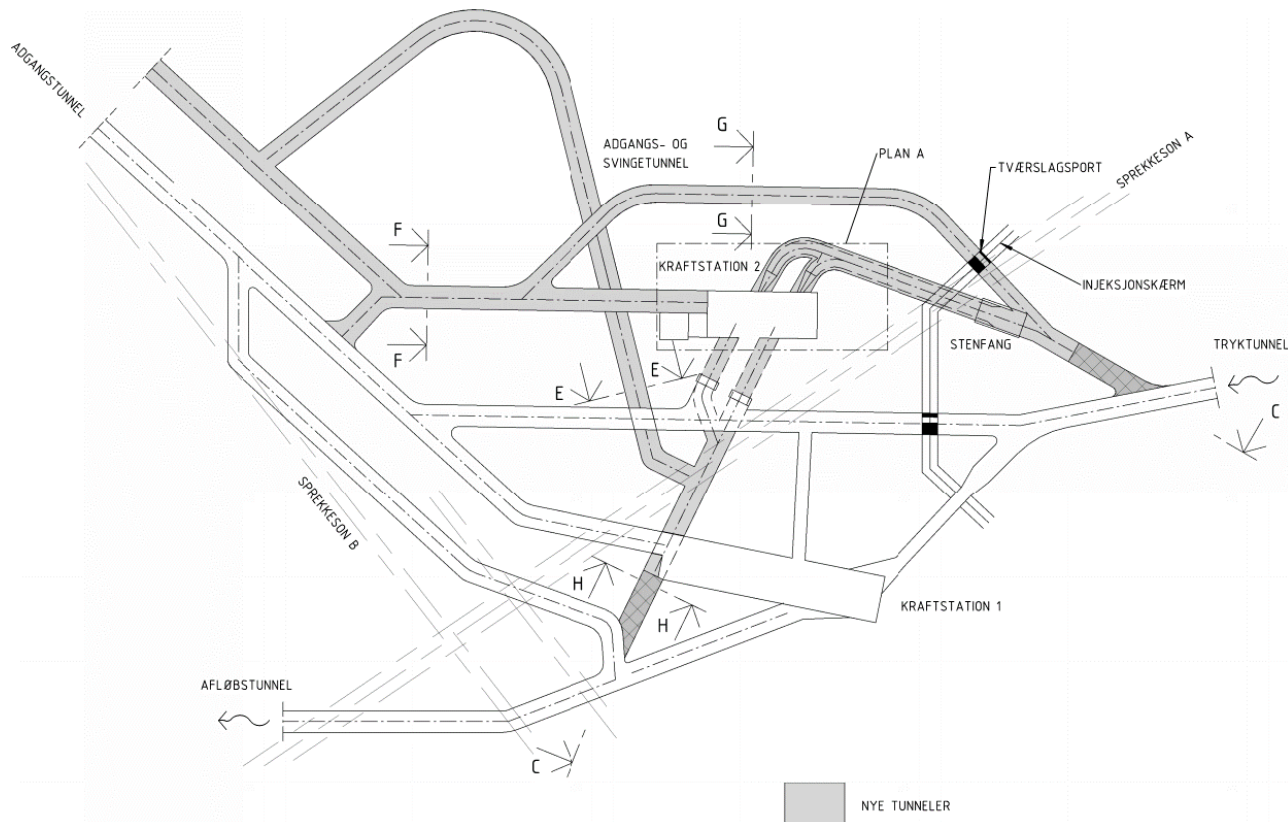 ADGANGSTUNNEL
ADGANGS- OG
SVINGETUNNEL
G
PLAN A
TVÆRSLAGSPORT
SPREKKESON A
F
G
KRAFTSTATION 2
INJEKSJONSKÆRM
F
STENFANG
TRYKTUNNEL
E
E
C
SPREKKESON B
H
H
KRAFTSTATION 1
AFLØBSTUNNEL
C
NYE TUNNELER